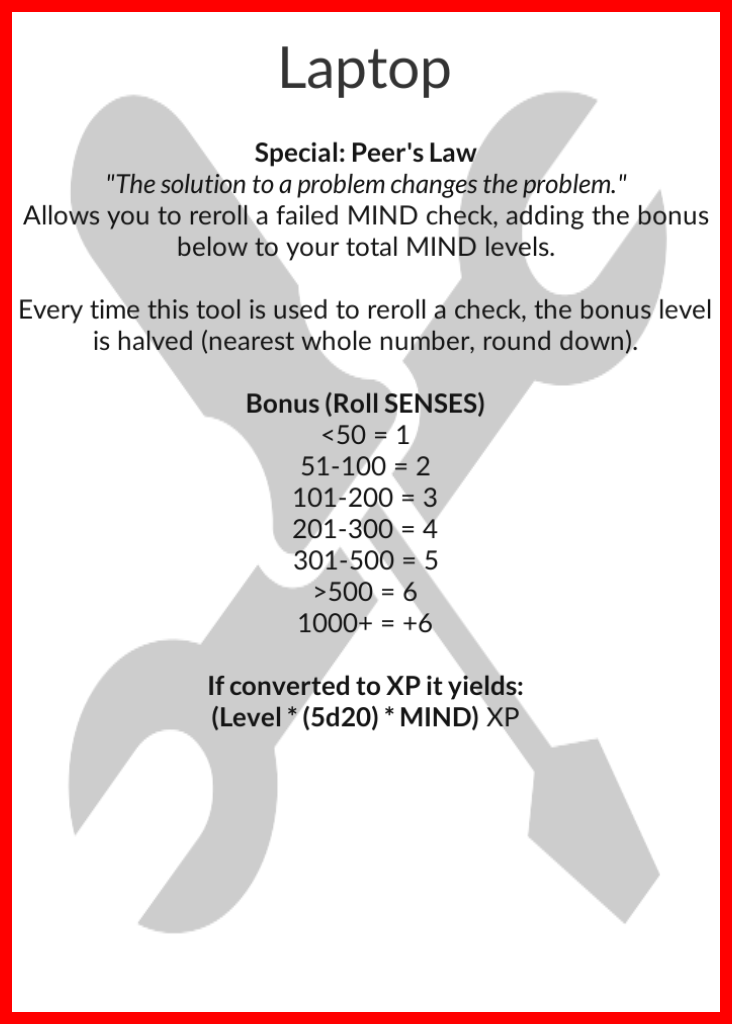 Laptop
Special: Peer's Law
"The solution to a problem changes the problem."
Allows you to reroll a failed MIND check, adding the bonus
below to your total MIND levels.
Every time this tool is used to reroll a check, the bonus level
is halved (nearest whole number, round down).
Bonus (Roll SENSES)
<50 = 1
51-100 = 2
101-200 = 3
201-300 = 4
301-500 = 5
>500 = 6
1000+ = +6
If converted to XP it yields:
(Level * (5d20) * MIND) XP